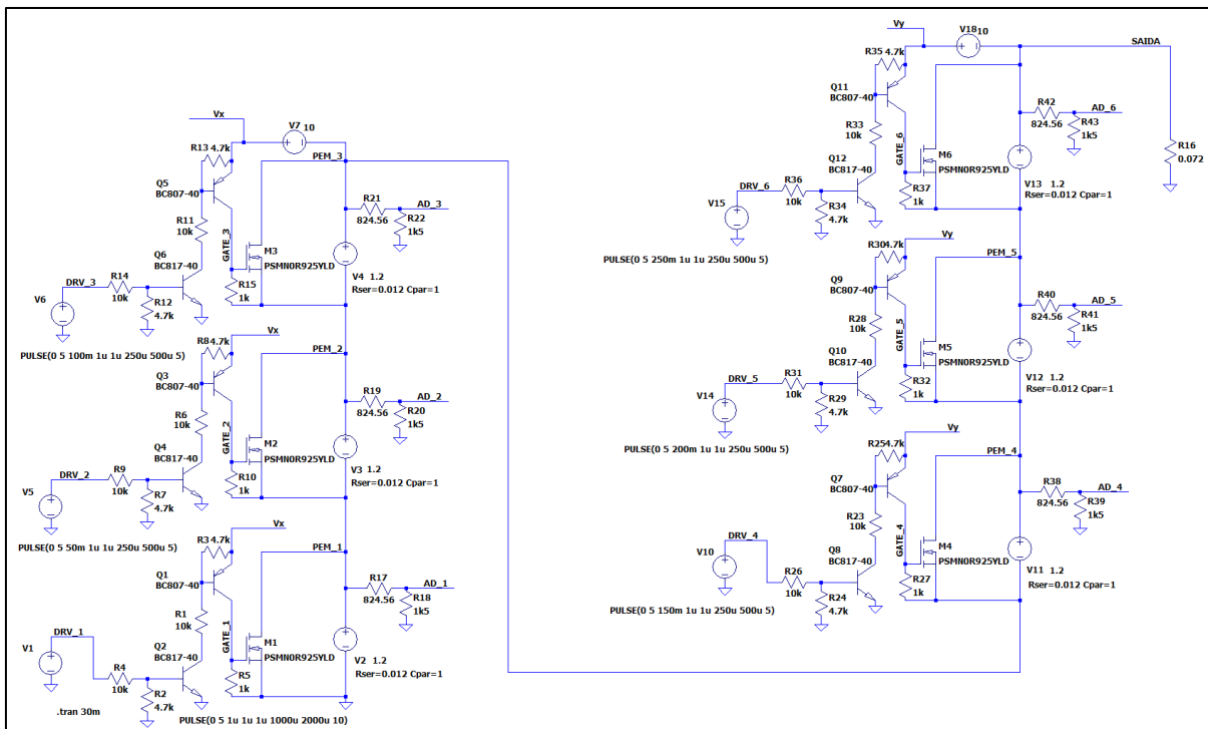 Vx
V7 10
R13 4.7k
PEM_3
Q5
BC807-40
R21
824.56
AD_3
R22
1k5
R11
10k
GATE_3
M3
PSMN0R925YLD
Q6
BC817-40
V4 1.2
Rser=0.012 Cpar=1
R15
1k
DRV_3
R14
10k
V6
R12
4.7k
PULSE(0 5 100m 1u 1u 250u 500u 5)
Vx
R8 4.7k
PEM_2
Q3
BC807-40
R19
824.56
AD_2
R20
1k5
R6
10k
GATE_2
M2
PSMN0R925YLD
Q4
BC817-40
V3 1.2
Rser=0.012 Cpar=1
R10
1k
DRV_2
R9
10k
V5
R7
4.7k
PULSE(0 5 50m 1u 1u 250u 500u 5)
Vx
R3 4.7k
PEM_1
Q1
BC807-40
R17
824.56
AD_1
R18
1k5
R1
10k
GATE_1
M1
PSMN0R925YLD
Q2
BC817-40
V2 1.2
Rser=0.012 Cpar=1
R5
1k
DRV_1
V1
R4
10k
R2
4.7k
.tran 30m
PULSE(0 5 1u 1u 1u 1000u 2000u 10)
Vy
V18 10
SAIDA
R35 4.7k
Q11
BC807-40
R42
824.56
AD_6
R43
1k5
R16
0.072
R33
10k
GATE_6
M6
PSMN0R925YLD
Q12
BC817-40
V13 1.2
Rser=0.012 Cpar=1
R37
1k
DRV_6
R36
10k
V15
R34
4.7k
PULSE(0 5 250m 1u 1u 250u 500u 5)
Vy
R30 4.7k
PEM_5
Q9
BC807-40
R40
824.56
AD_5
R41
1k5
R28
10k
GATE_5
M5
PSMN0R925YLD
Q10
BC817-40
V12 1.2
Rser=0.012 Cpar=1
R32
1k
DRV_5
R31
10k
V14
R29
4.7k
PULSE(0 5 200m 1u 1u 250u 500u 5)
Vy
R25 4.7k
PEM_4
Q7
BC807-40
R38
824.56
AD_4
R39
1k5
R23
10k
GATE_4
M4
PSMN0R925YLD
Q8
BC817-40
V11 1.2
Rser=0.012 Cpar=1
R27
1k
DRV_4
V10
R26
10k
R24
4.7k
PULSE(0 5 150m 1u 1u 250u 500u 5)